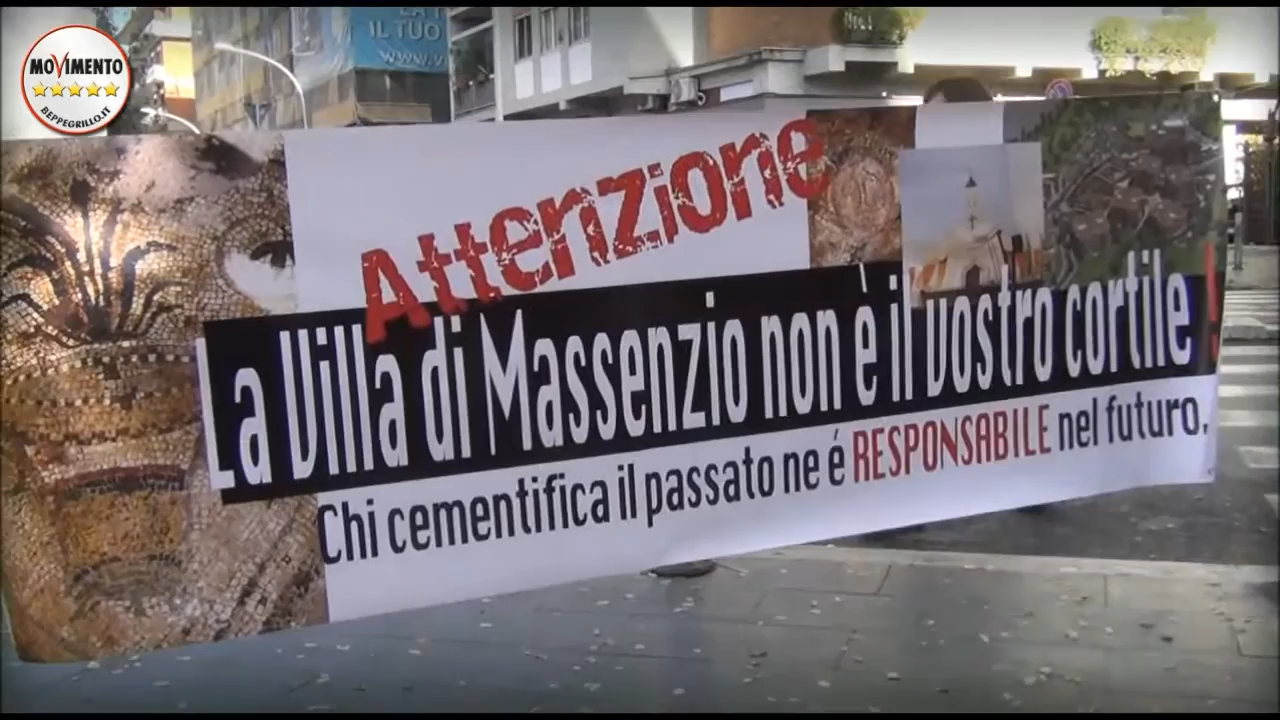 MOVIMENTO
BEPPEGRILLO.IT
IL TUO
Attenzione
La Villa di Massenzio non è il vostro cortile !
Chi cementifica il passato ne é RESPONSABILE nel futuro.